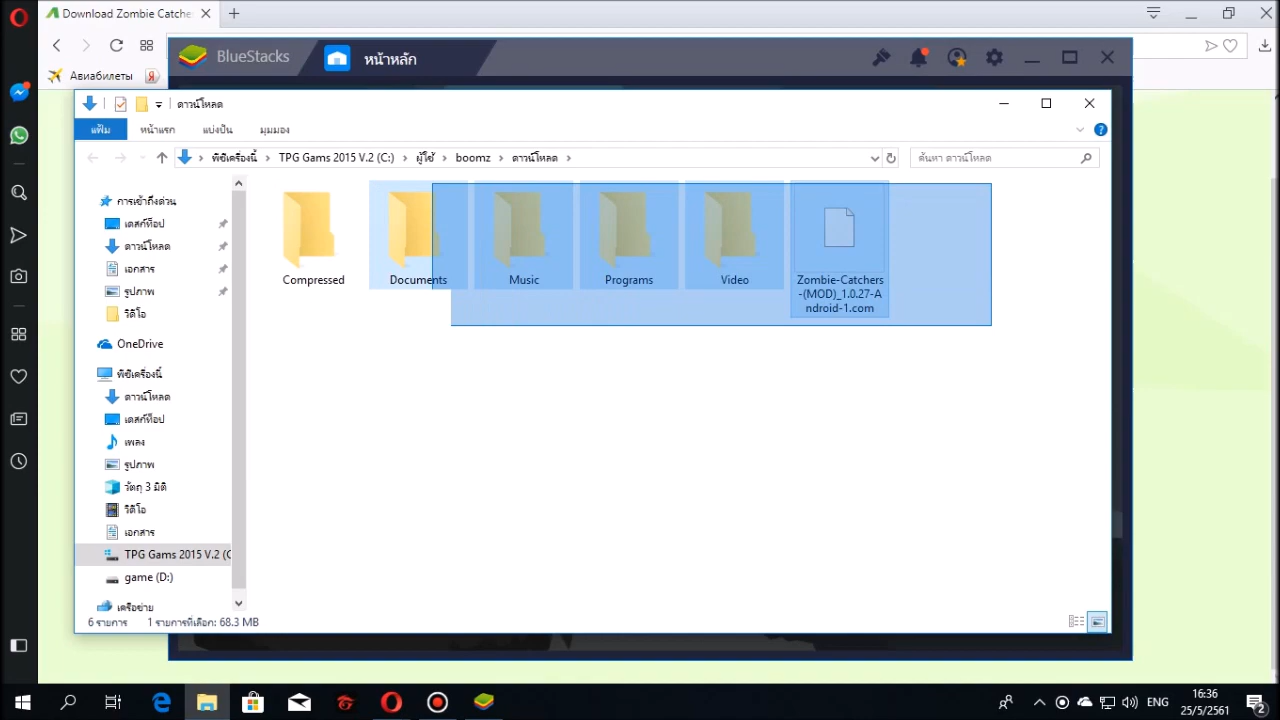 Download Zombie Catche
Авиабилеты
BlueStacks
หน้าหลัก
ดาวน์โหลด
แฟ้ม
หน้าแรก
แบ่งปัน
มุมมอง
พีซีเครื่องนี้ › TPG Gams 2015 V.2 (C:) › ผู้ใช้ › boomz › ดาวน์โหลด ›
ค้นหา ดาวน์โหลด
การเข้าถึงด่วน
เดสก์ท็อป
ดาวน์โหลด
เอกสาร
รูปภาพ
วิดีโอ
OneDrive
พีซีเครื่องนี้
ดาวน์โหลด
เดสก์ท็อป
เพลง
รูปภาพ
วัตถุ 3 มิติ
วิดีโอ
เอกสาร
TPG Gams 2015 V.2 (C
game (D:)
เครือข่าย
Compressed
Documents
Music
Programs
Video
Zombie-Catchers
-(MOD)_1.0.27-A
ndroid-1.com
6 รายการ
1 รายการที่เลือก: 68.3 MB
ENG
16:36
25/5/2561
2